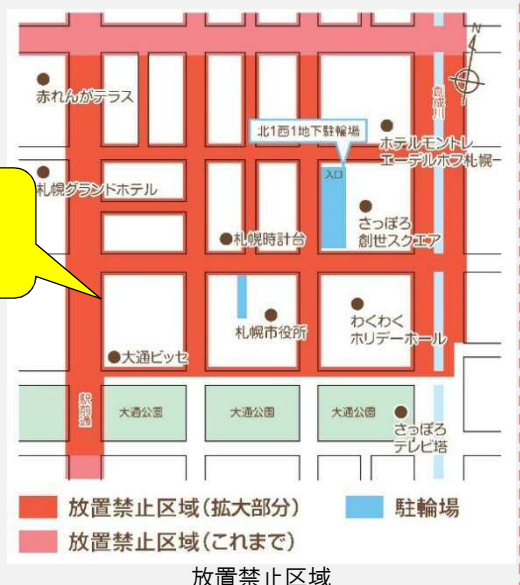 N
創成川
赤れんがテラス
北1西1地下駐輪場
ホテルモントレ
エーデルホフ札幌
入口
札幌グランドホテル
さっぽろ
創世スクエア
札幌時計台
わくわく
ホリデーホール
札幌市役所
大通ビッセ
駅前通
大通公園
大通公園
大通公園
さっぽろ
テレビ塔
放置禁止区域(拡大部分)
駐輪場
放置禁止区域(これまで)
放置禁止区域